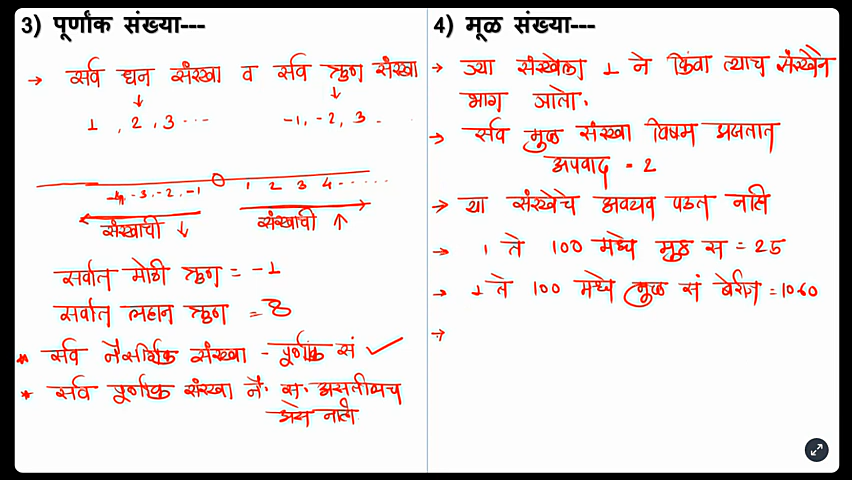 3) पूर्णांक संख्या---
→ सर्व धन संख्या व सर्व ऋण संख्या
↓ ↓
1 , 2 , 3 ... -1, -2, 3 .
-4 -3 -2 -1 0 1 2 3 4 ......
संख्याची ↓ संख्याची ↑
सर्वात मोठी ऋण = -1
सर्वात लहान ऋण = ∞
* सर्व नैसर्गिक संख्या - पूर्णांक सं ✓
* सर्व पूर्णांक संख्या नै. स. असतीलच
असे नाही
4) मूळ संख्या---
→ ज्या संख्येला 1 ने किंवा त्याच संख्येने
भाग जातो.
→ सर्व मुळ संख्या विषम असतात
अपवाद = 2
→ या संख्येचे अवयव पडत नाहि
→ 1 ते 100 मध्ये मुळ स = 25
→ 1 ते 100 मध्ये मुळ सं बेरीज = 1060
→